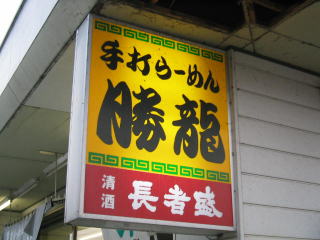 手打らーめん
勝龍
清酒 長者盛